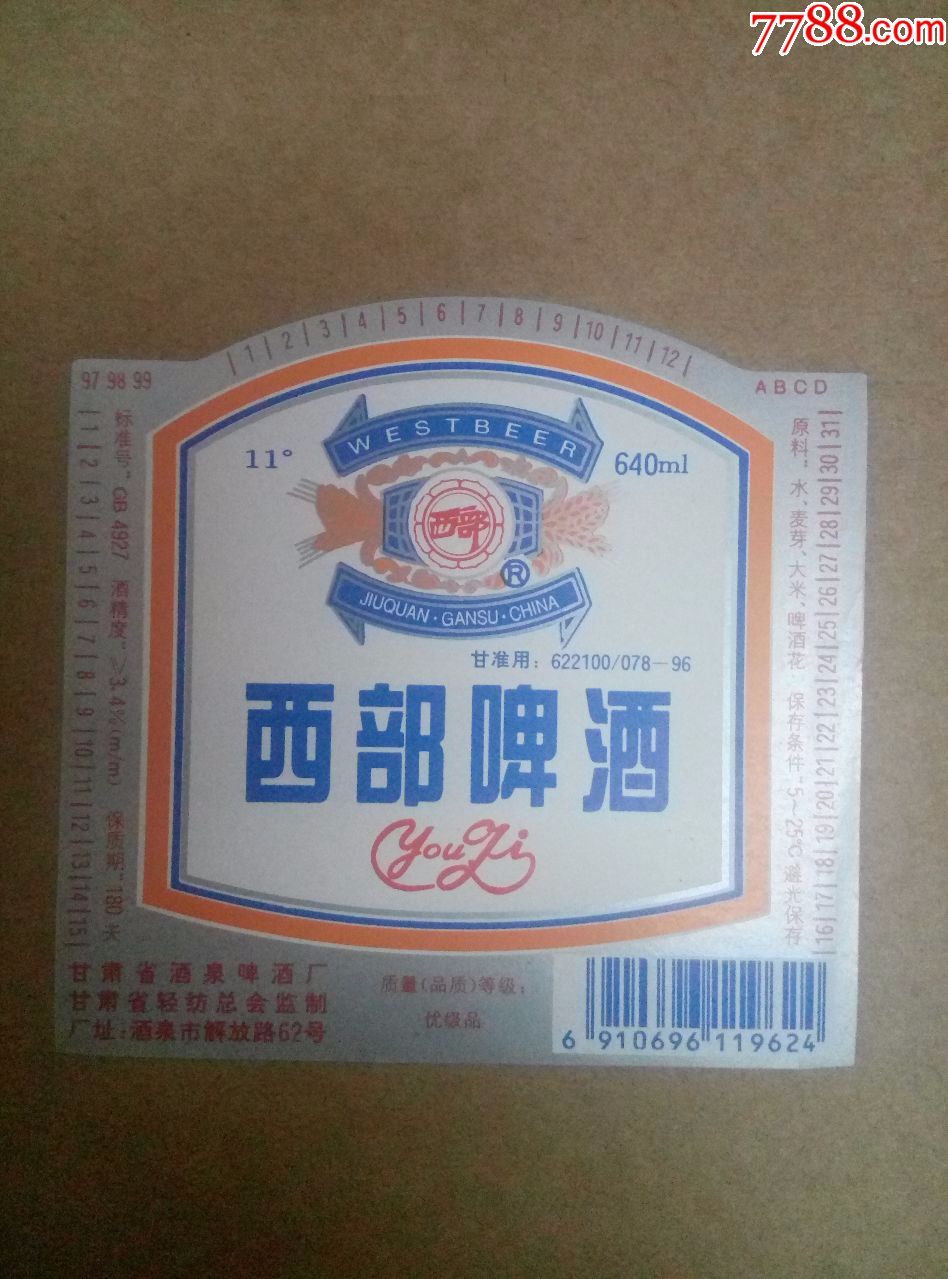 7788.com
1 2 3 4 5 6 7 8 9 10 11 12
97 98 99
A B C D
WESTBEER
11°
640ml
西部
®
JIUQUAN·GANSU·CHINA
甘准用：622100/078—96
西部啤酒
YouZi
1 2 3 4 5 6 7 8 9 10 11 12 13 14 15
标准号：GB 4927 酒精度：≥3.4%(m/m) 保质期：180天
原料：水、麦芽、大米、啤酒花 保存条件：5～25℃避光保存
16 17 18 19 20 21 22 23 24 25 26 27 28 29 30 31
甘肃省酒泉啤酒厂
甘肃省轻纺总会监制
厂址：酒泉市解放路62号
质量(品质)等级：
优级品
6 910696 119624